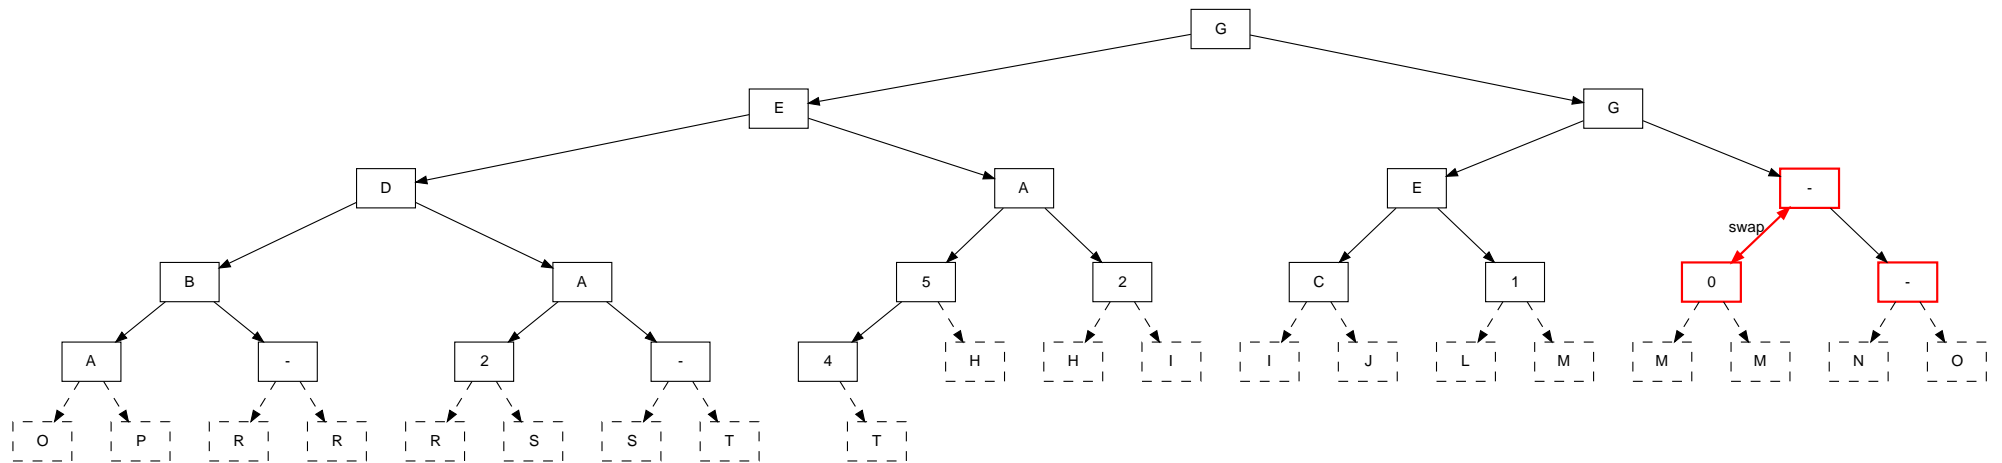 G
E G
D A E -
swap
B A 5 2 C 1 0 -
A - 2 - 4 H H I I J L M M M N O
O P R R R S S T T